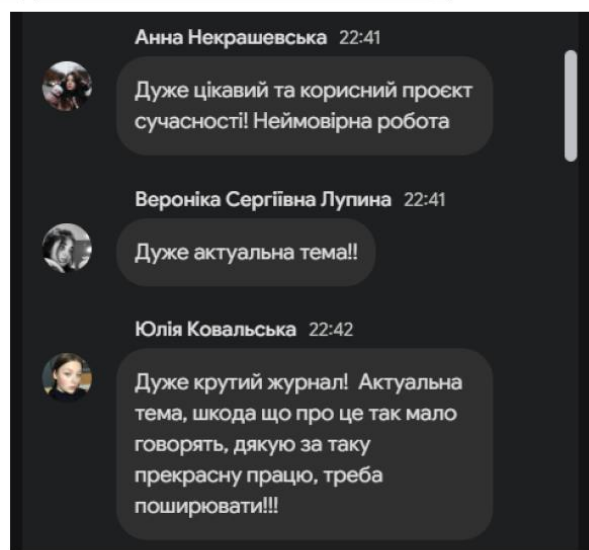 Анна Некрашевська 22:41
Дуже цікавий та корисний проєкт
сучасності! Неймовірна робота
Вероніка Сергіївна Лупина 22:41
Дуже актуальна тема!!
Юлія Ковальська 22:42
Дуже крутий журнал!  Актуальна
тема, шкода що про це так мало
говорять, дякую за таку
прекрасну працю, треба
поширювати!!!